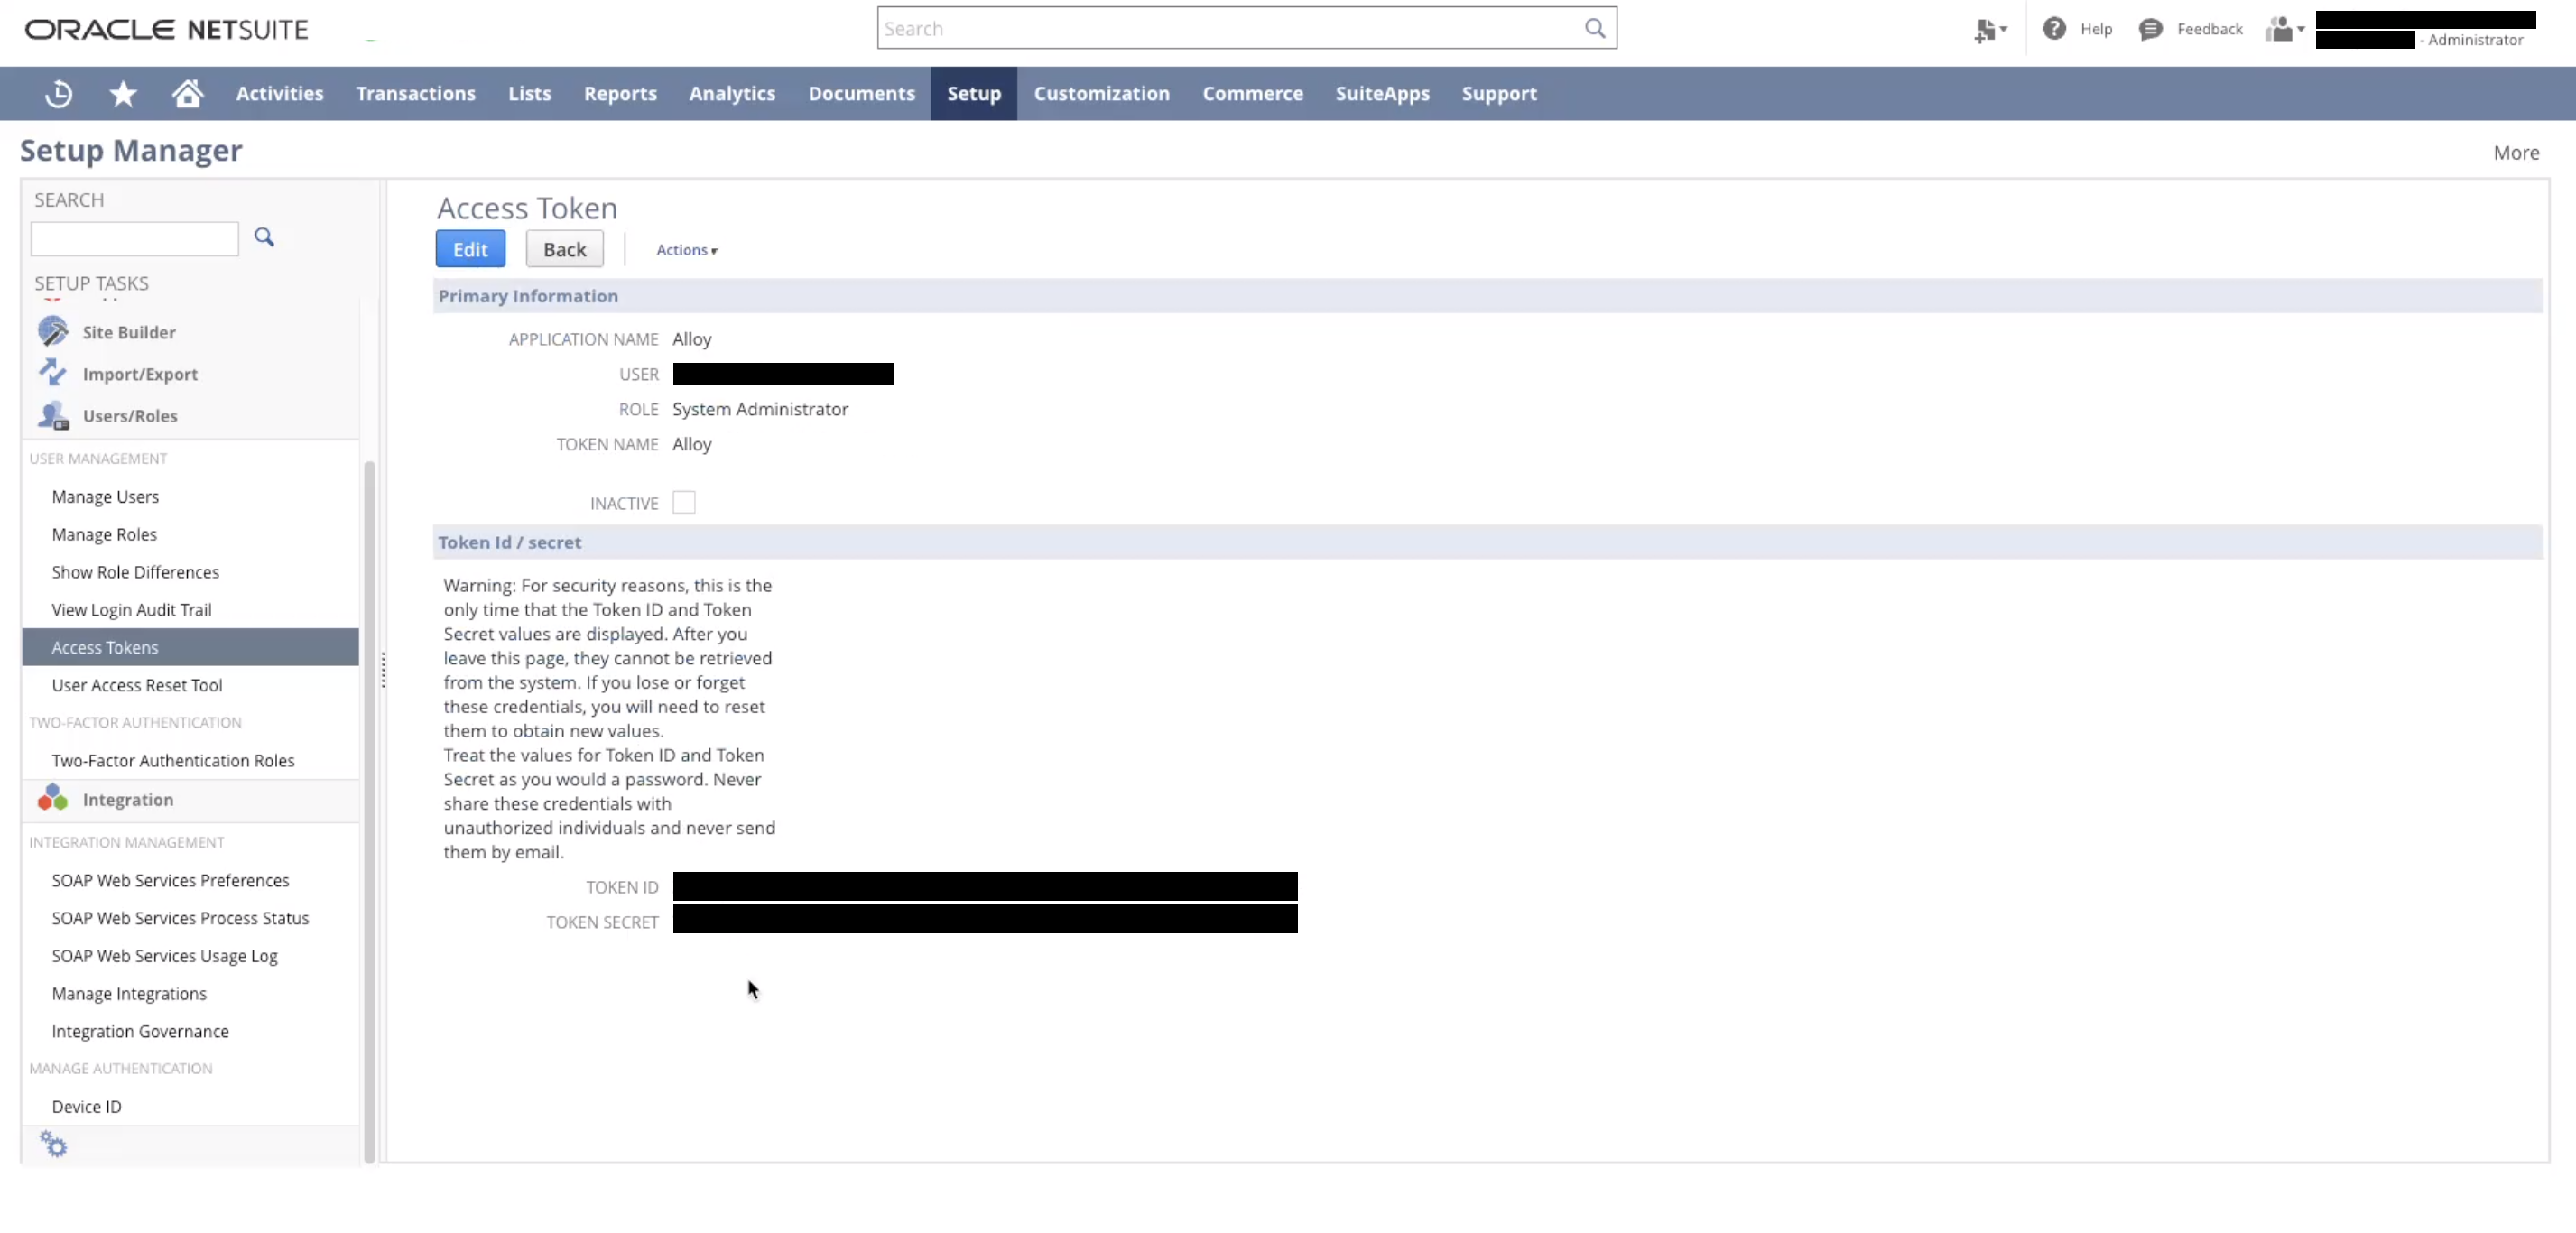 ORACLE NETSUITE
Search
Help
Feedback
- Administrator
Activities
Transactions
Lists
Reports
Analytics
Documents
Setup
Customization
Commerce
SuiteApps
Support
Setup Manager
More
SEARCH
SETUP TASKS
Site Builder
Import/Export
Users/Roles
USER MANAGEMENT
Manage Users
Manage Roles
Show Role Differences
View Login Audit Trail
Access Tokens
User Access Reset Tool
TWO-FACTOR AUTHENTICATION
Two-Factor Authentication Roles
Integration
INTEGRATION MANAGEMENT
SOAP Web Services Preferences
SOAP Web Services Process Status
SOAP Web Services Usage Log
Manage Integrations
Integration Governance
MANAGE AUTHENTICATION
Device ID
Access Token
Edit
Back
Actions
Primary Information
APPLICATION NAME Alloy
USER
ROLE System Administrator
TOKEN NAME Alloy
INACTIVE
Token Id / secret
Warning: For security reasons, this is the
only time that the Token ID and Token
Secret values are displayed. After you
leave this page, they cannot be retrieved
from the system. If you lose or forget
these credentials, you will need to reset
them to obtain new values.
Treat the values for Token ID and Token
Secret as you would a password. Never
share these credentials with
unauthorized individuals and never send
them by email.
TOKEN ID
TOKEN SECRET